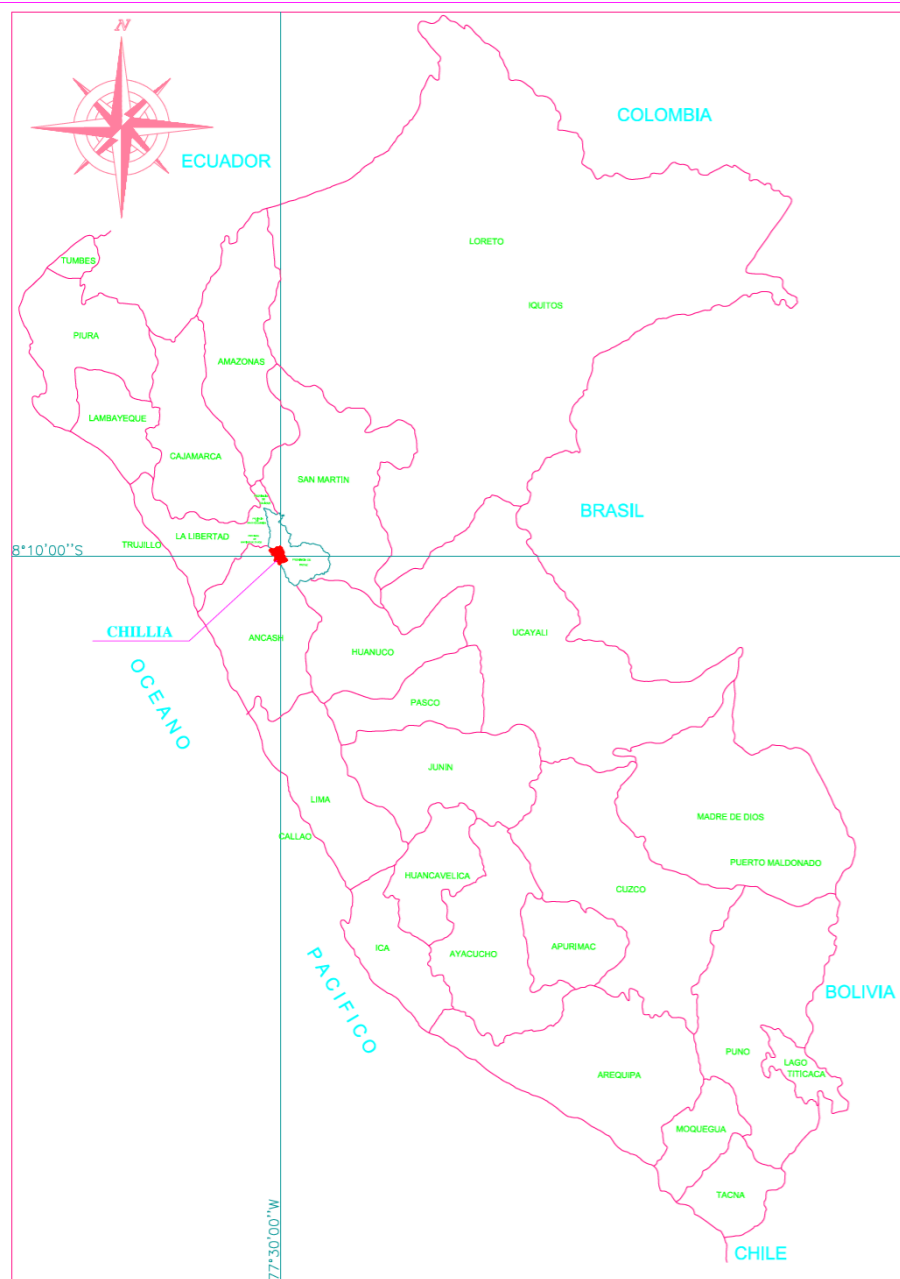 N
COLOMBIA
ECUADOR
LORETO
TUMBES
IQUITOS
PIURA
AMAZONAS
LAMBAYEQUE
CAJAMARCA
SAN MARTIN
BRASIL
LA LIBERTAD
TRUJILLO
8°10'00''S
CHILLIA
ANCASH
UCAYALI
HUANUCO
OCEANO
PASCO
JUNIN
LIMA
MADRE DE DIOS
CALLAO
PUERTO MALDONADO
HUANCAVELICA
CUZCO
ICA
AYACUCHO
APURIMAC
PACIFICO
BOLIVIA
PUNO
LAGO
TITICACA
AREQUIPA
MOQUEGUA
TACNA
77°30'00''W
CHILE